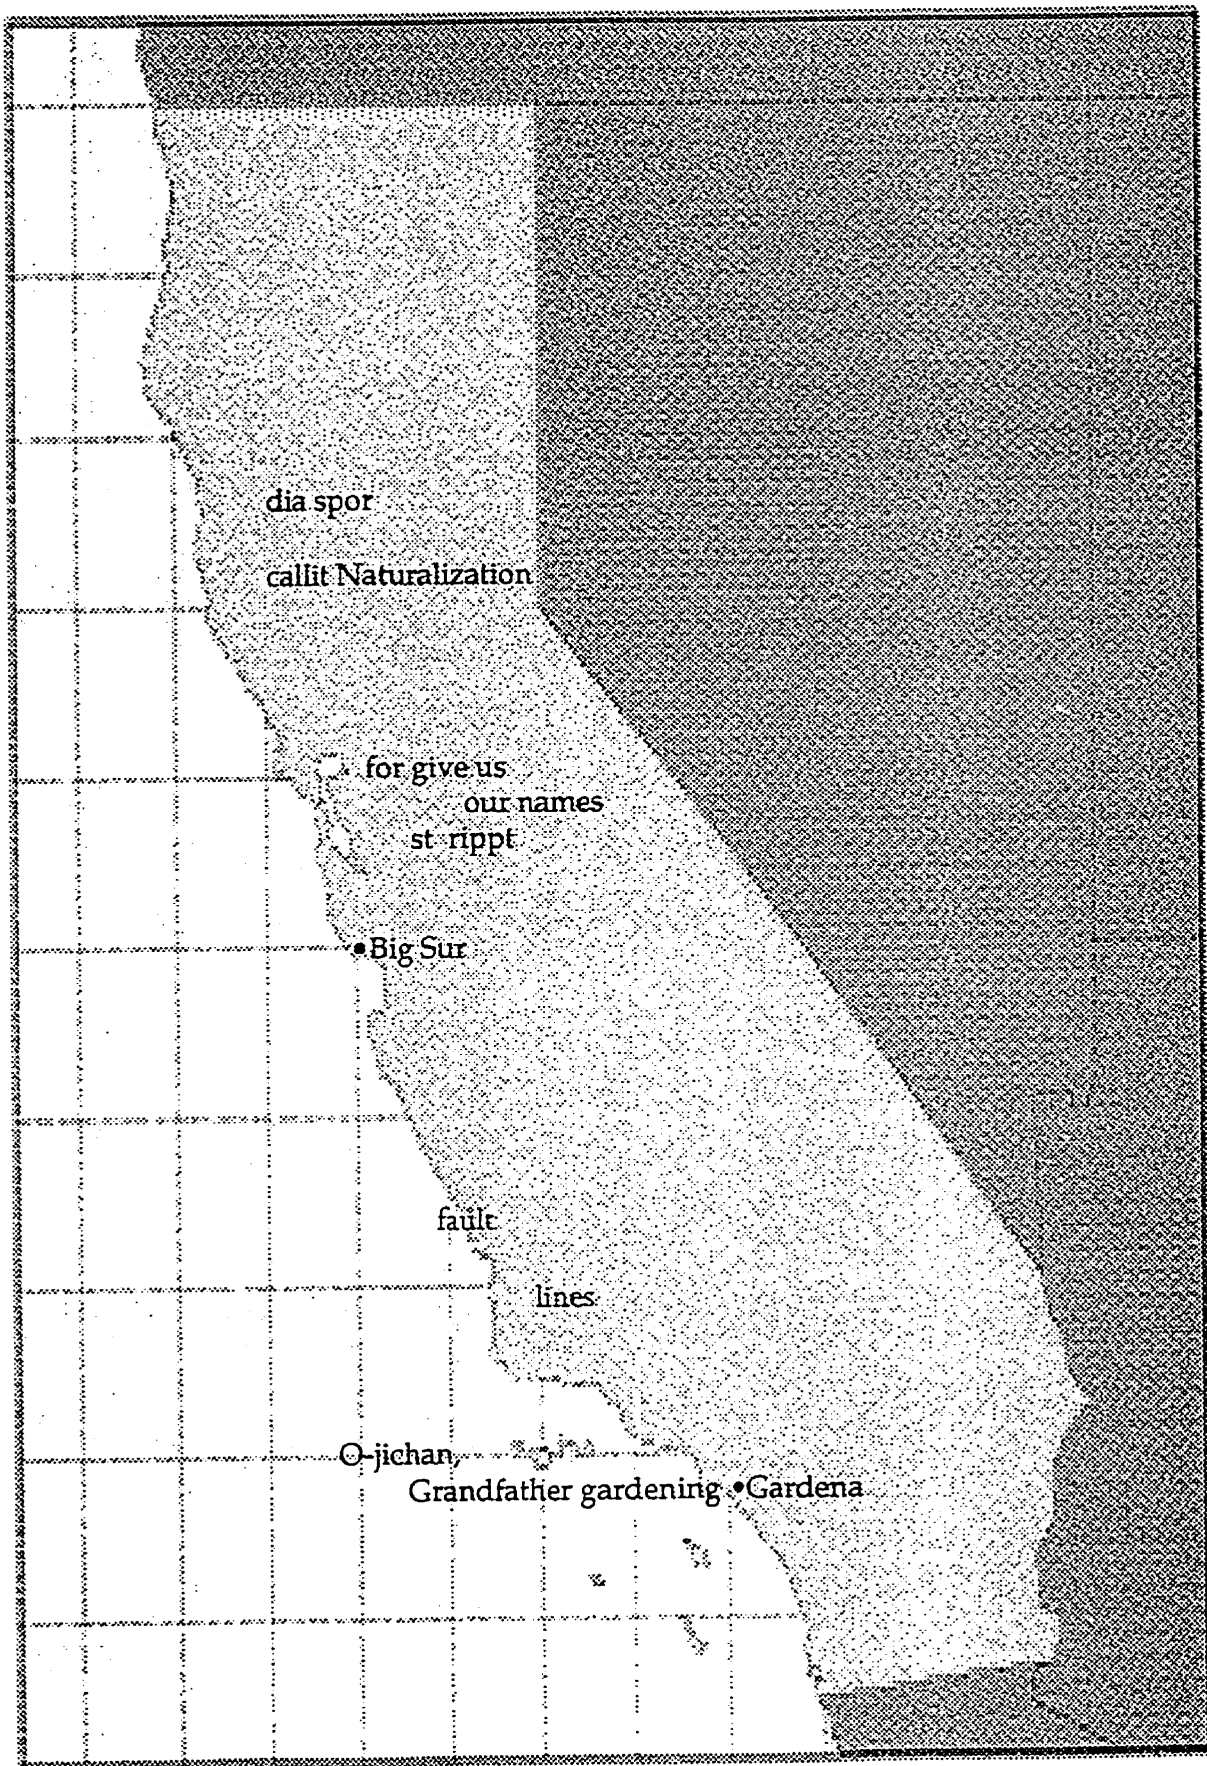 dia spor
callit Naturalization
for give us
our names
st rippt
•Big Sur
fault
lines
O-jichan,
Grandfather gardening •Gardena